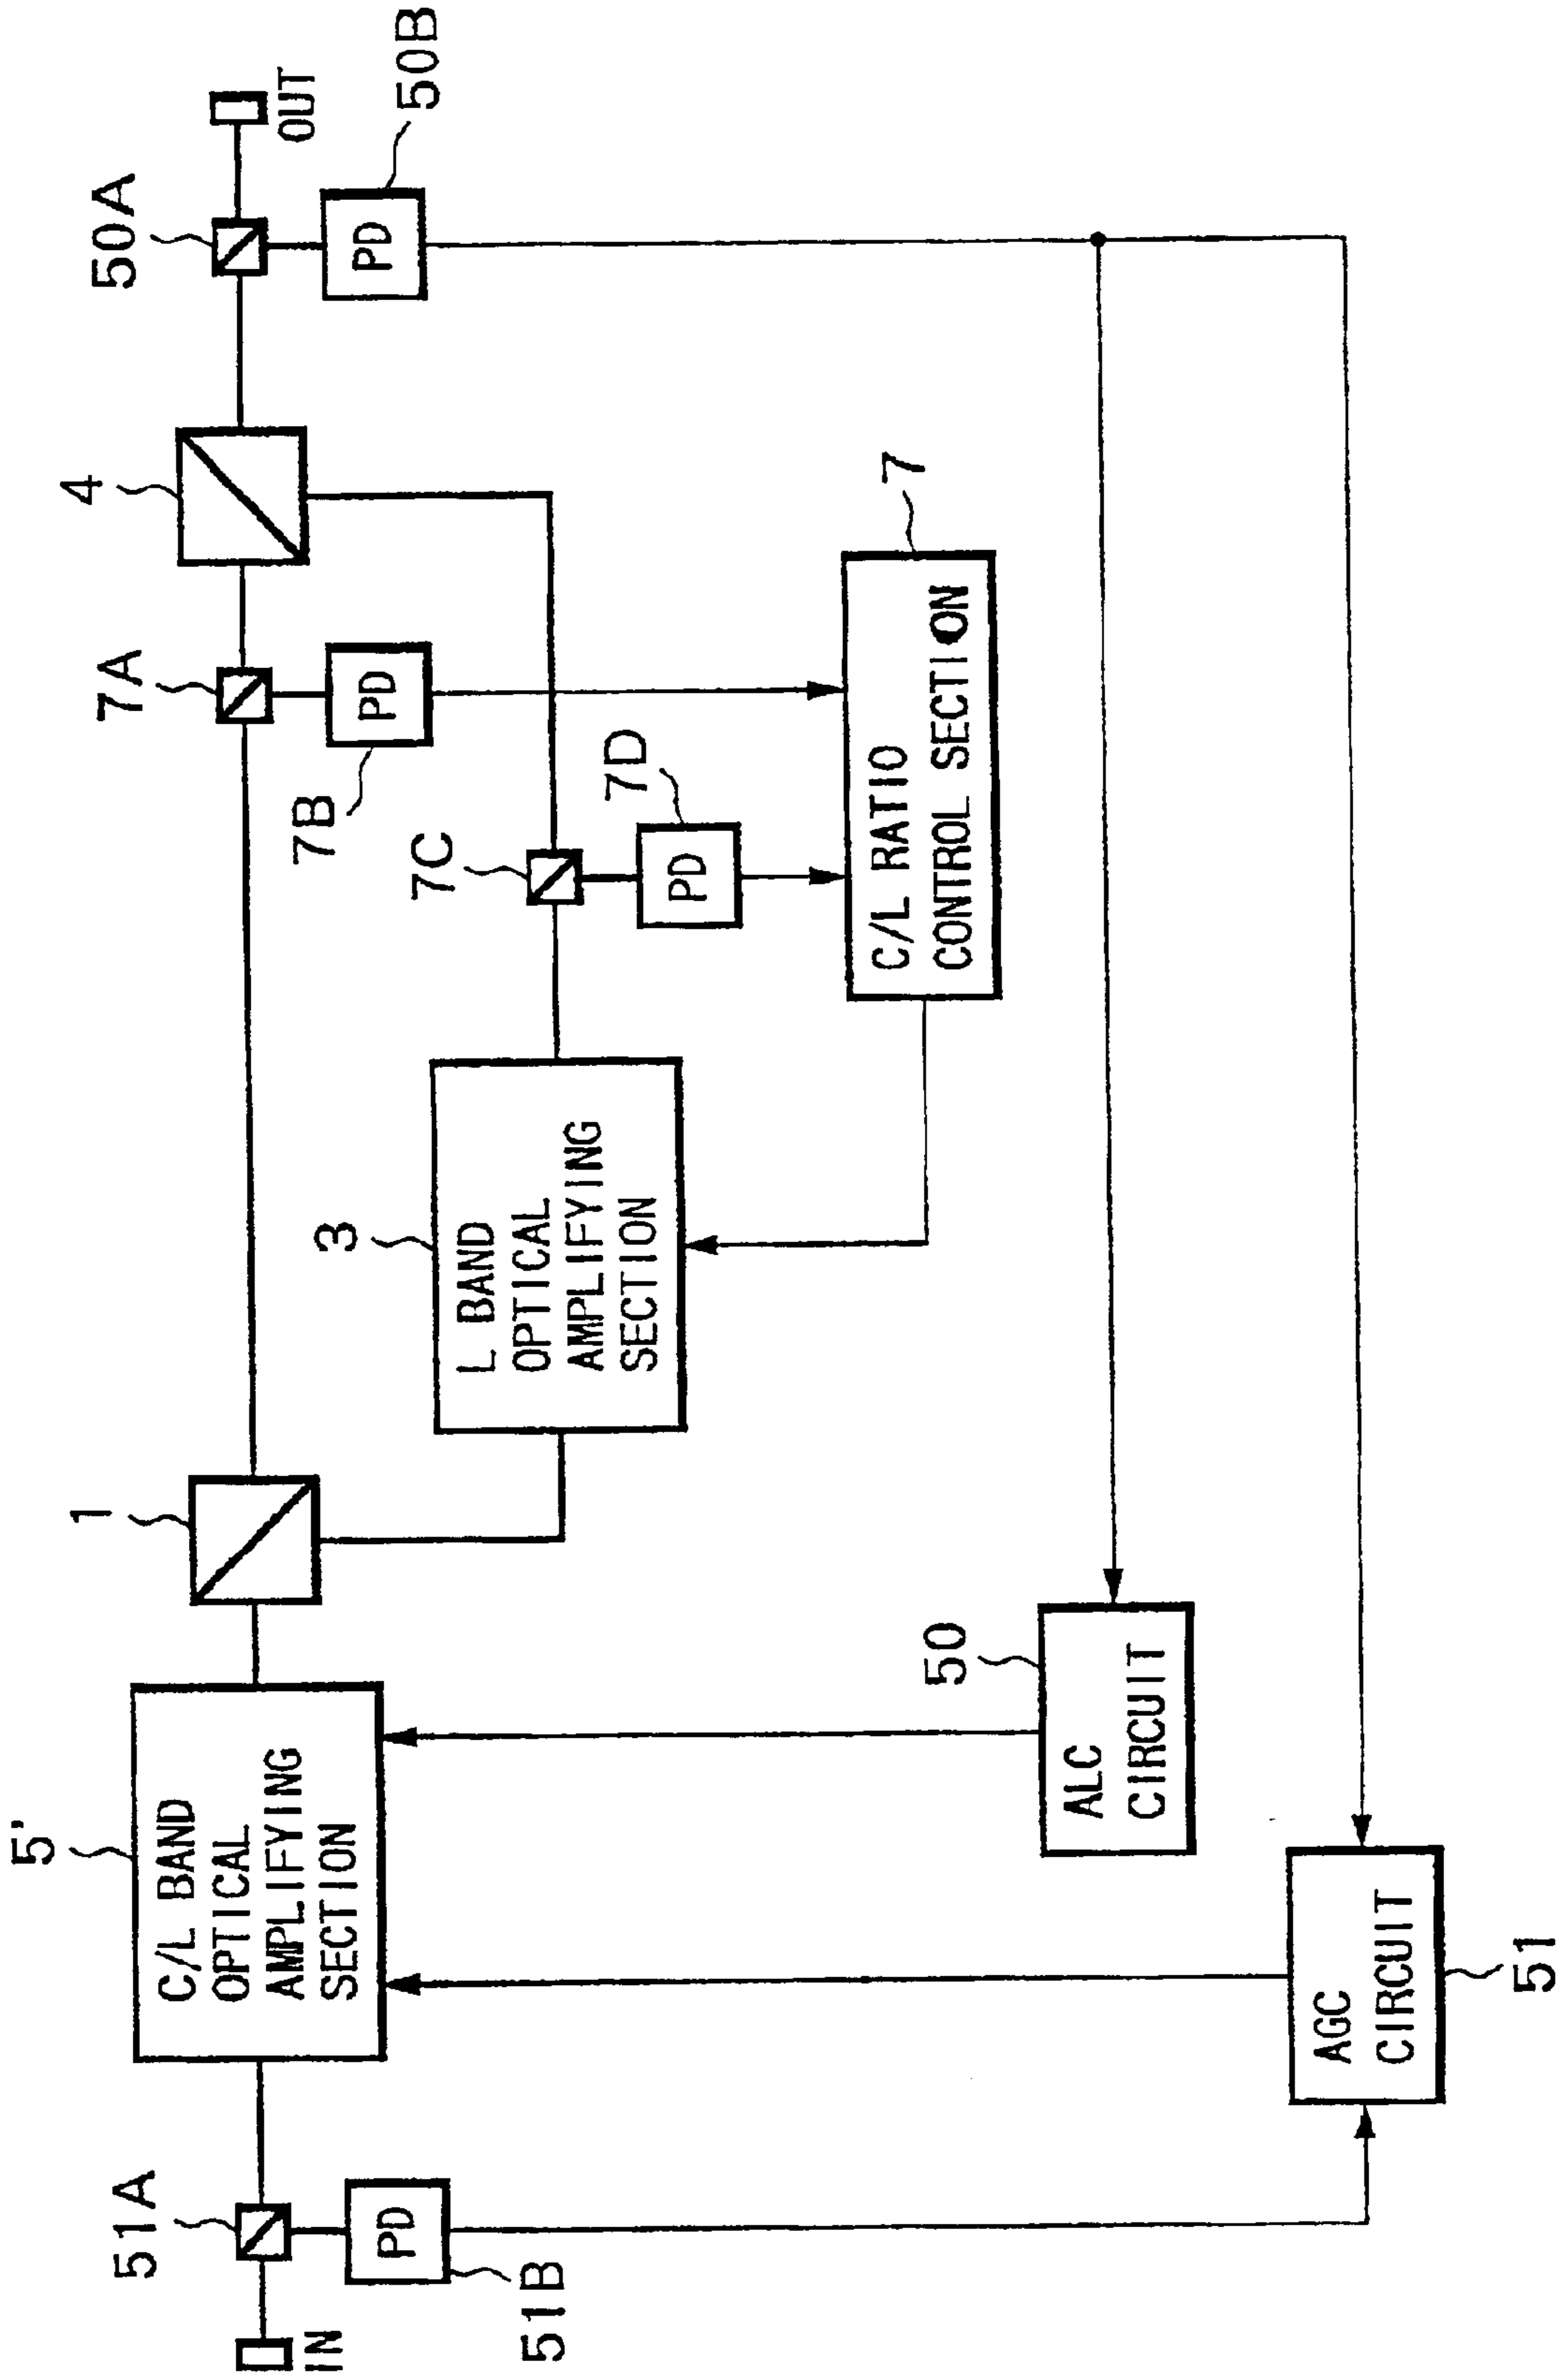 51A
5'
1
7A
4
50A
IN
PD
51B
C/L BAND
OPTICAL
AMPLIFYING
SECTION
3
L BAND
OPTICAL
AMPLIFYING
SECTION
7B
PD
7C
7D
PD
PD
50B
OUT
50
ALC
CIRCUIT
C/L RATIO
CONTROL SECTION
7
AGC
CIRCUIT
51